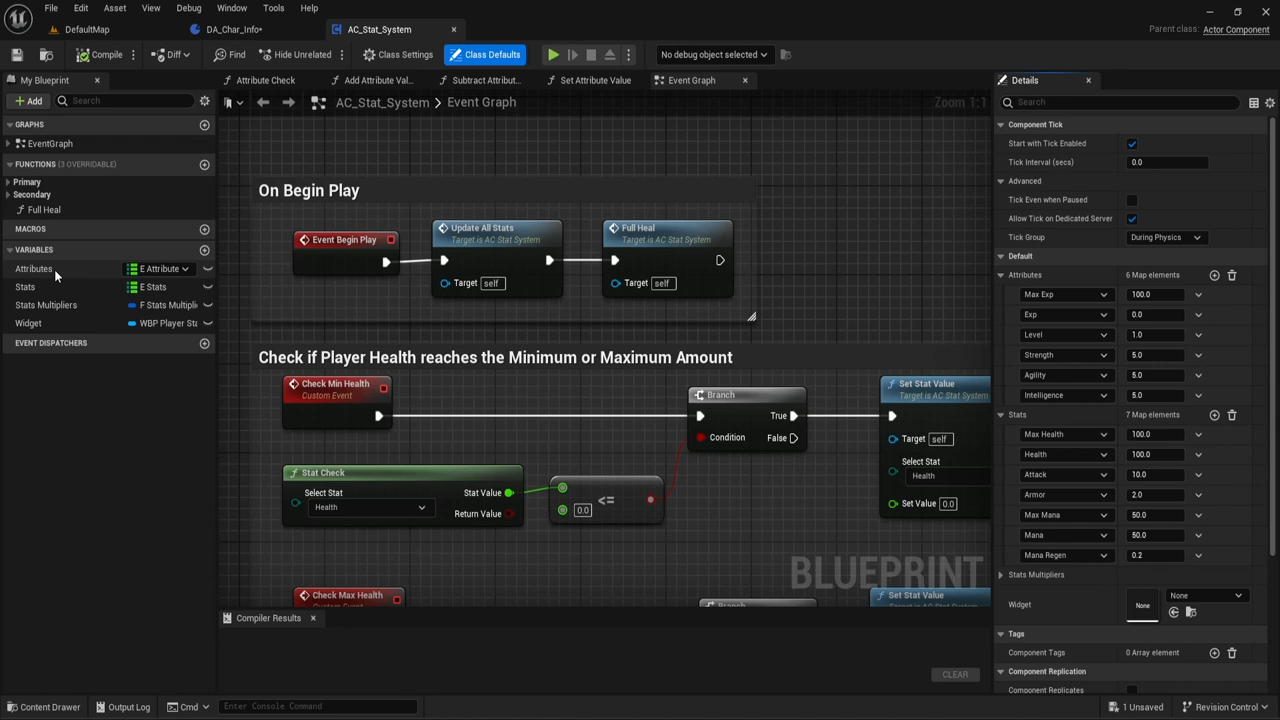 File Edit Asset View Debug Window Tools Help
DefaultMap
DA_Char_Info*
AC_Stat_System
Parent class: Actor Component
Compile
Diff
Find
Hide Unrelated
Class Settings
Class Defaults
No debug object selected
My Blueprint
Attribute Check
Add Attribute Val..
Subtract Attribut..
Set Attribute Value
Event Graph
Details
Add
Search
AC_Stat_System > Event Graph
Zoom 1:1
Search
GRAPHS
EventGraph
FUNCTIONS (3 OVERRIDABLE)
Primary
Secondary
Full Heal
MACROS
VARIABLES
Attributes E Attribute
Stats E Stats
Stats Multipliers F Stats Multipli
Widget WBP Player Sta
EVENT DISPATCHERS
On Begin Play
Event Begin Play
Update All Stats
Target is AC Stat System
Target self
Full Heal
Target is AC Stat System
Target self
Check if Player Health reaches the Minimum or Maximum Amount
Check Min Health
Custom Event
Branch
True
Condition False
Set Stat Value
Target is AC Stat System
Target self
Select Stat
Health
Set Value 0.0
Stat Check
Select Stat
Health
Stat Value
Return Value
<=
0.0
BLUEPRINT
Check Max Health
Custom Event
Branch
Set Stat Value
Target is AC Stat System
Component Tick
Start with Tick Enabled
Tick Interval (secs) 0.0
Advanced
Tick Even when Paused
Allow Tick on Dedicated Server
Tick Group During Physics
Default
Attributes 6 Map elements
Max Exp 100.0
Exp 0.0
Level 1.0
Strength 5.0
Agility 5.0
Intelligence 5.0
Stats 7 Map elements
Max Health 100.0
Health 100.0
Attack 10.0
Armor 2.0
Max Mana 50.0
Mana 50.0
Mana Regen 0.2
Stats Multipliers
Widget None None
Tags
Component Tags 0 Array element
Component Replication
Component Replicates
Compiler Results
CLEAR
Content Drawer
Output Log
Cmd
Enter Console Command
1 Unsaved
Revision Control